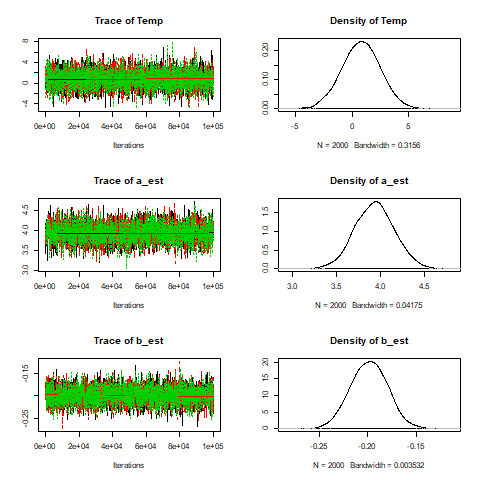 Trace of Temp
8
4
2
0
-4
0e+00 2e+04 4e+04 6e+04 8e+04 1e+05
Iterations
Density of Temp
0.20
0.10
0.00
-5 0 5
N = 2000 Bandwidth = 0.3156
Trace of a_est
4.5
4.0
3.5
3.0
0e+00 2e+04 4e+04 6e+04 8e+04 1e+05
Iterations
Density of a_est
1.5
1.0
0.5
0.0
3.0 3.5 4.0 4.5
N = 2000 Bandwidth = 0.04175
Trace of b_est
-0.15
-0.25
0e+00 2e+04 4e+04 6e+04 8e+04 1e+05
Iterations
Density of b_est
20
15
10
5
0
-0.25 -0.20 -0.15
N = 2000 Bandwidth = 0.003532